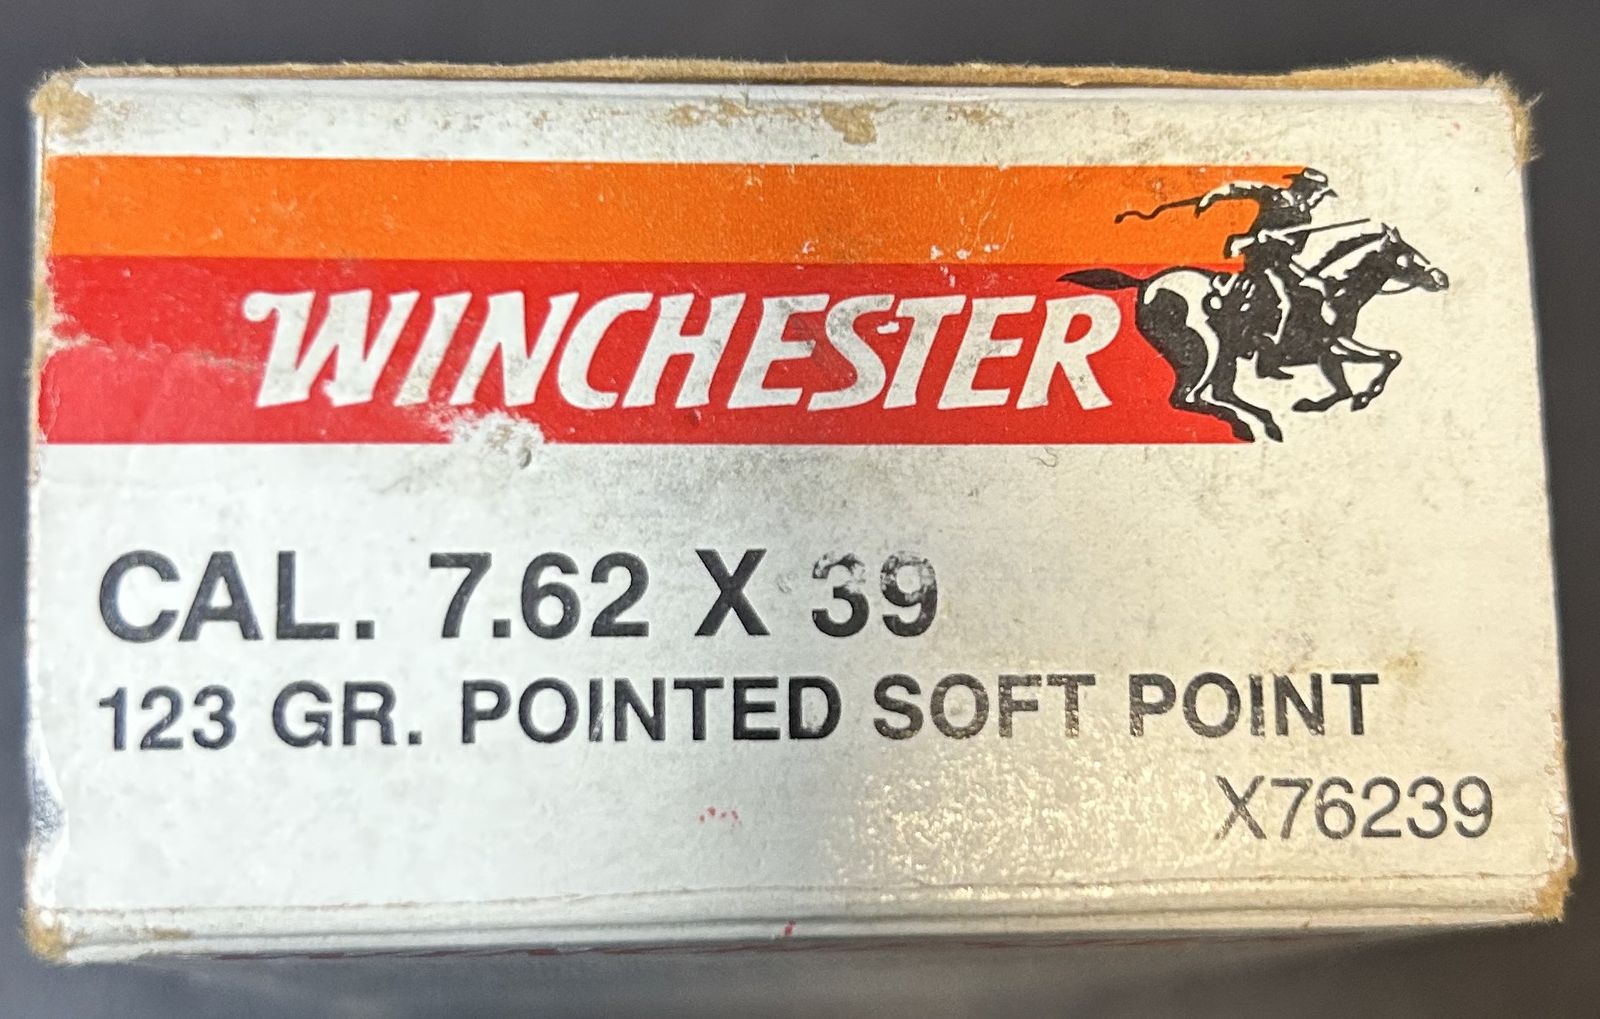 WINCHESTER
CAL. 7.62 X 39
123 GR. POINTED SOFT POINT
X76239